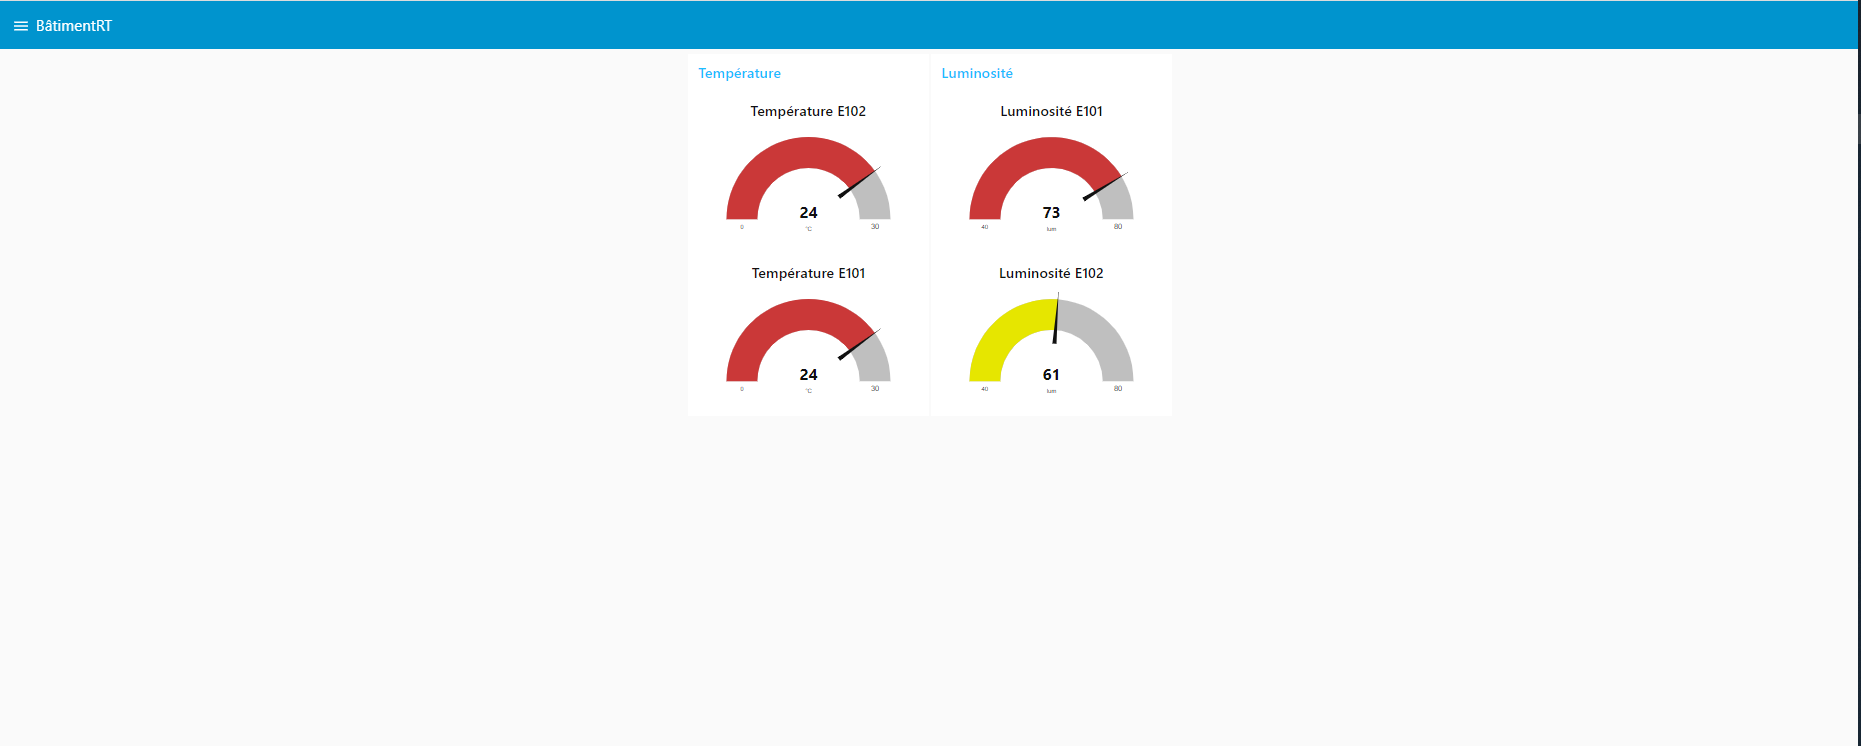 BâtimentRT
Température
Température E102
24
0
°C
30
Température E101
24
0
°C
30
Luminosité
Luminosité E101
73
40
lum
80
Luminosité E102
61
40
lum
80